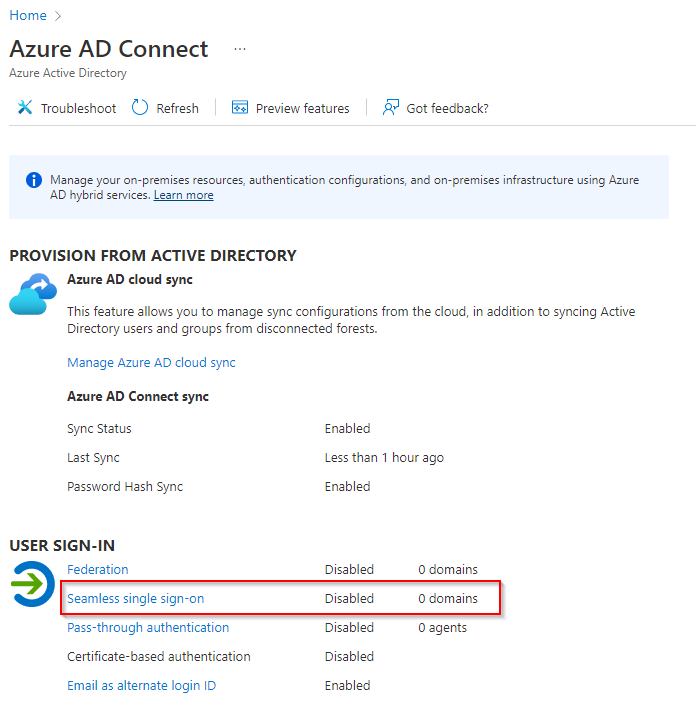 Home >
Azure AD Connect ...
Azure Active Directory
Troubleshoot Refresh Preview features Got feedback?
Manage your on-premises resources, authentication configurations, and on-premises infrastructure using Azure
AD hybrid services. Learn more
PROVISION FROM ACTIVE DIRECTORY
Azure AD cloud sync
This feature allows you to manage sync configurations from the cloud, in addition to syncing Active
Directory users and groups from disconnected forests.
Manage Azure AD cloud sync
Azure AD Connect sync
Sync Status Enabled
Last Sync Less than 1 hour ago
Password Hash Sync Enabled
USER SIGN-IN
Federation Disabled 0 domains
Seamless single sign-on Disabled 0 domains
Pass-through authentication Disabled 0 agents
Certificate-based authentication Disabled
Email as alternate login ID Enabled